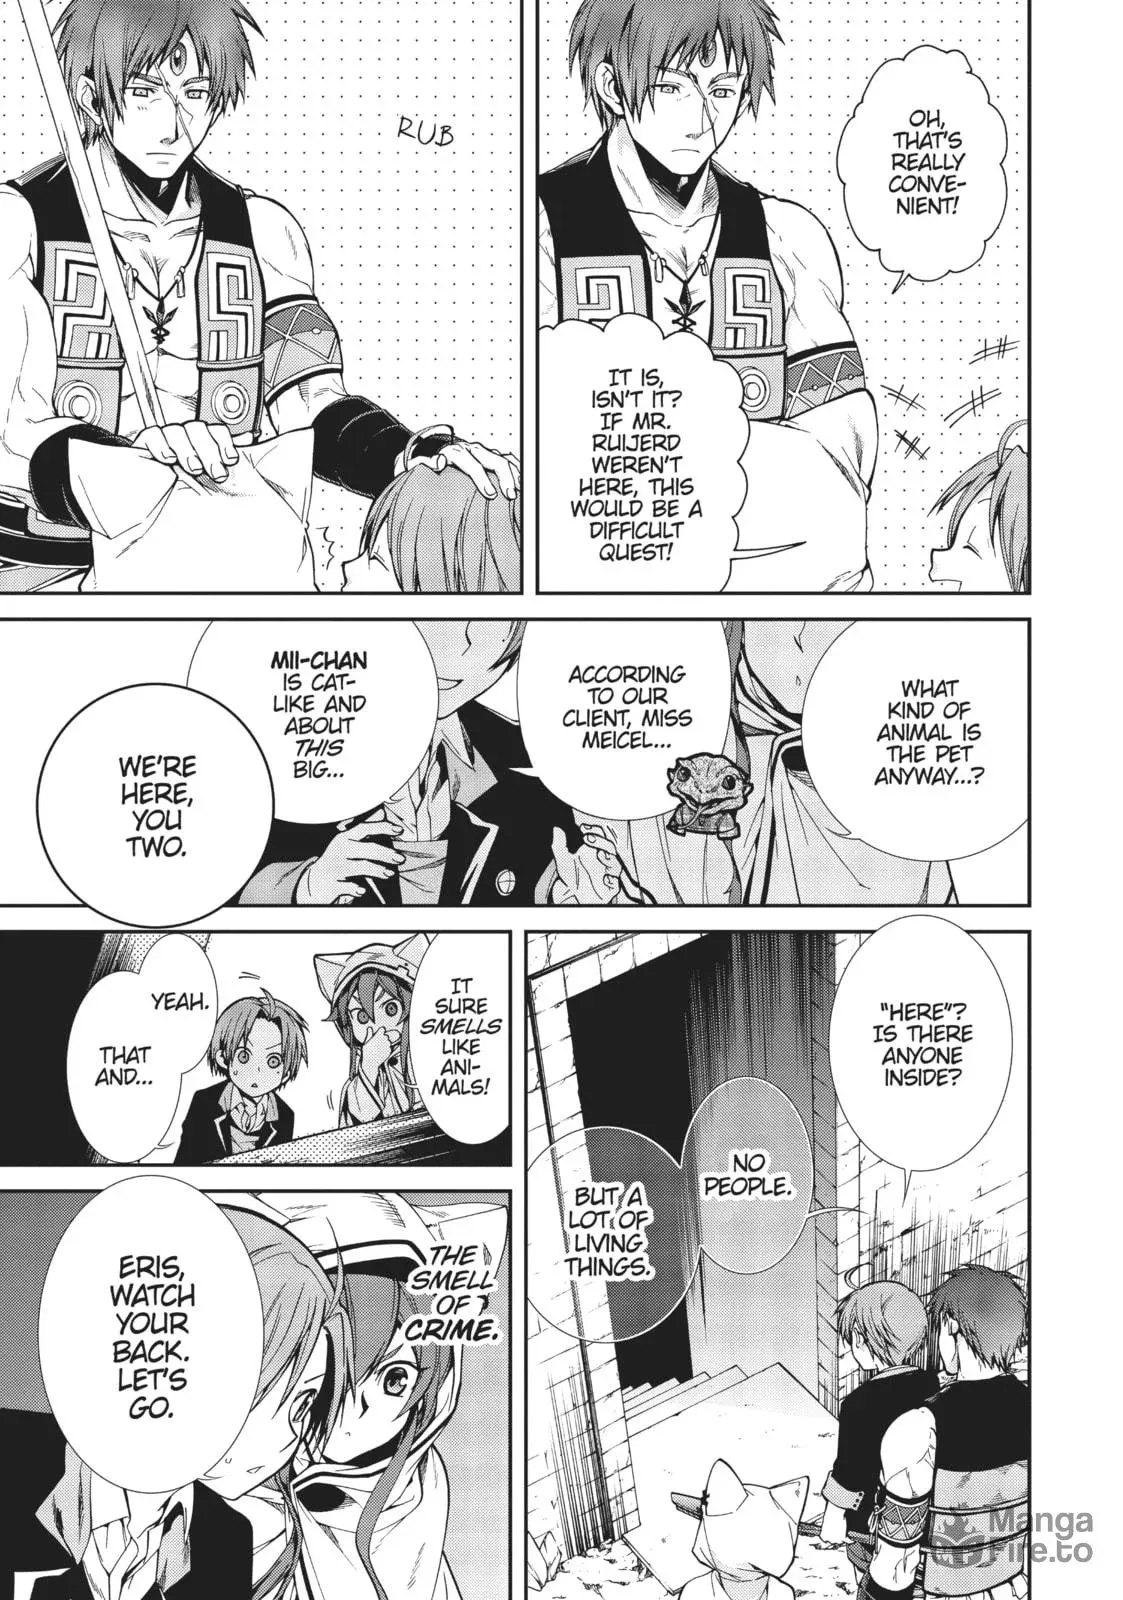 OH,
THAT'S
REALLY
CONVE-
NIENT!
IT IS,
ISN'T IT?
IF MR.
RUIJERD
WEREN'T
HERE, THIS
WOULD BE A
DIFFICULT
QUEST!
RUB
WHAT
KIND OF
ANIMAL IS
THE PET
ANYWAY...?
ACCORDING
TO OUR
CLIENT, MISS
MEICEL...
MII-CHAN
IS CAT-
LIKE AND
ABOUT
THIS
BIG...
WE'RE
HERE,
YOU
TWO.
"HERE"?
IS THERE
ANYONE
INSIDE?
NO
PEOPLE.
BUT A
LOT OF
LIVING
THINGS.
IT
SURE
SMELLS
LIKE
ANI-
MALS!
YEAH.
THAT
AND...
THE
SMELL
OF
CRIME.
ERIS,
WATCH
YOUR
BACK.
LET'S
GO.
Manga
Fire.to